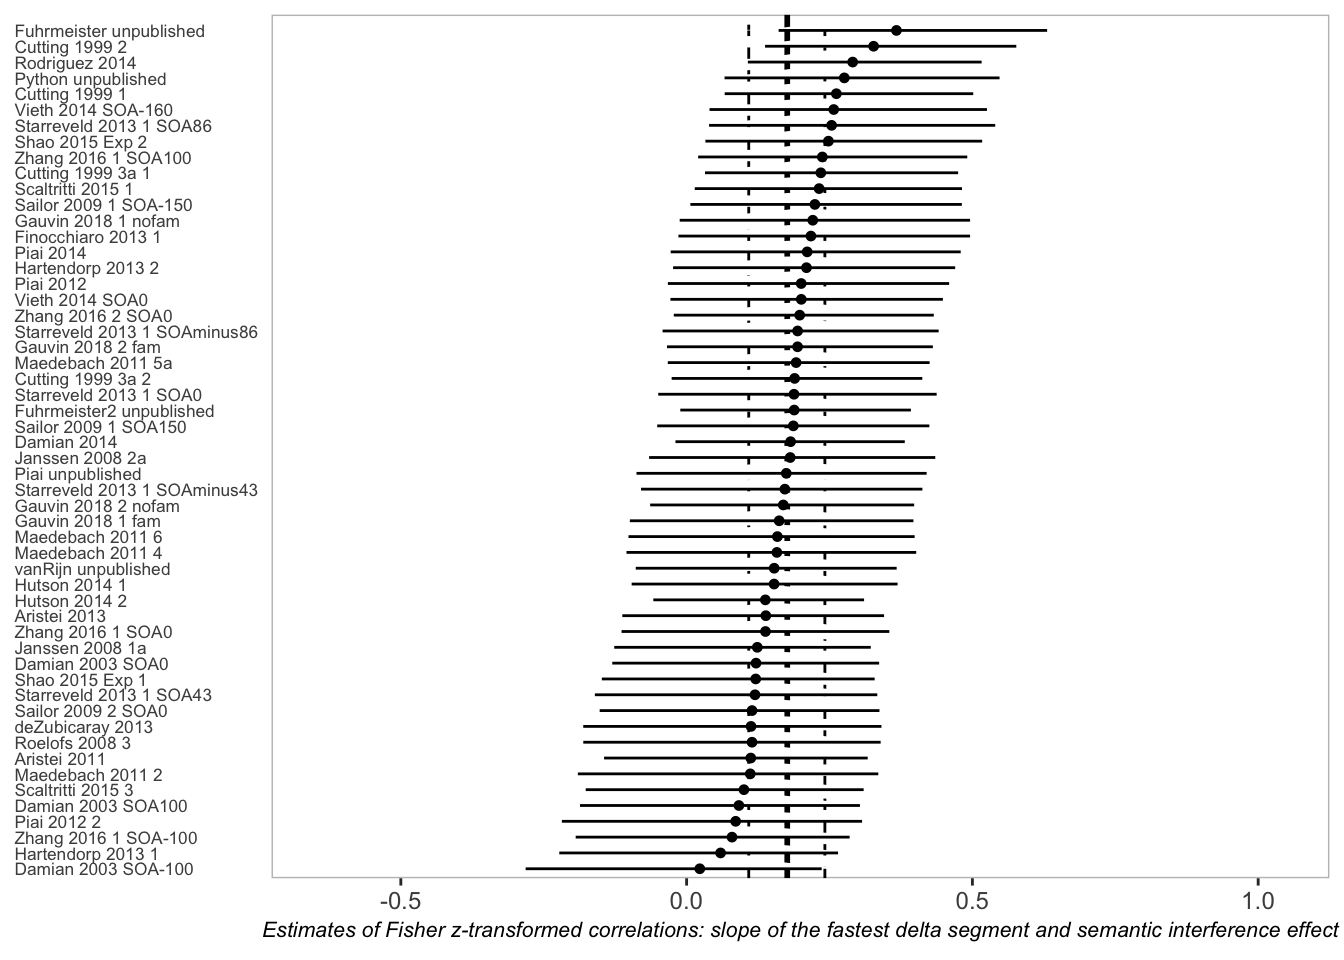 Fuhrmeister unpublished
Cutting 1999 2
Rodriguez 2014
Python unpublished
Cutting 1999 1
Vieth 2014 SOA-160
Starreveld 2013 1 SOA86
Shao 2015 Exp 2
Zhang 2016 1 SOA100
Cutting 1999 3a 1
Scaltritti 2015 1
Sailor 2009 1 SOA-150
Gauvin 2018 1 nofam
Finocchiaro 2013 1
Piai 2014
Hartendorp 2013 2
Piai 2012
Vieth 2014 SOA0
Zhang 2016 2 SOA0
Starreveld 2013 1 SOAminus86
Gauvin 2018 2 fam
Maedebach 2011 5a
Cutting 1999 3a 2
Starreveld 2013 1 SOA0
Fuhrmeister2 unpublished
Sailor 2009 1 SOA150
Damian 2014
Janssen 2008 2a
Piai unpublished
Starreveld 2013 1 SOAminus43
Gauvin 2018 2 nofam
Gauvin 2018 1 fam
Maedebach 2011 6
Maedebach 2011 4
vanRijn unpublished
Hutson 2014 1
Hutson 2014 2
Aristei 2013
Zhang 2016 1 SOA0
Janssen 2008 1a
Damian 2003 SOA0
Shao 2015 Exp 1
Starreveld 2013 1 SOA43
Sailor 2009 2 SOA0
deZubicaray 2013
Roelofs 2008 3
Aristei 2011
Maedebach 2011 2
Scaltritti 2015 3
Damian 2003 SOA100
Piai 2012 2
Zhang 2016 1 SOA-100
Hartendorp 2013 1
Damian 2003 SOA-100
-0.5 0.0 0.5 1.0
Estimates of Fisher z-transformed correlations: slope of the fastest delta segment and semantic interference effect